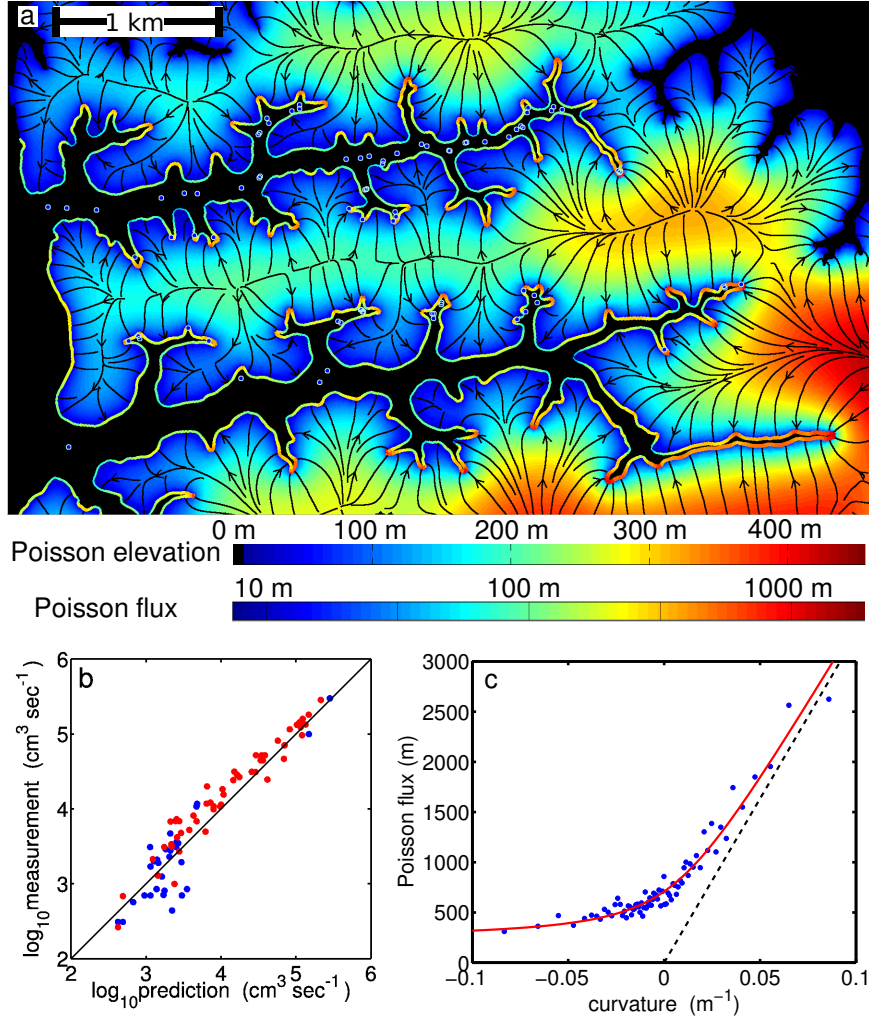 a
1 km
0 m 100 m 200 m 300 m 400 m
Poisson elevation
10 m 100 m 1000 m
Poisson flux
b
6
5
4
3
2
2 3 4 5 6
log10measurement (cm³ sec⁻¹)
log10prediction (cm³ sec⁻¹)
c
3000
2500
2000
1500
1000
500
0
-0.1 -0.05 0 0.05 0.1
Poisson flux (m)
curvature (m⁻¹)